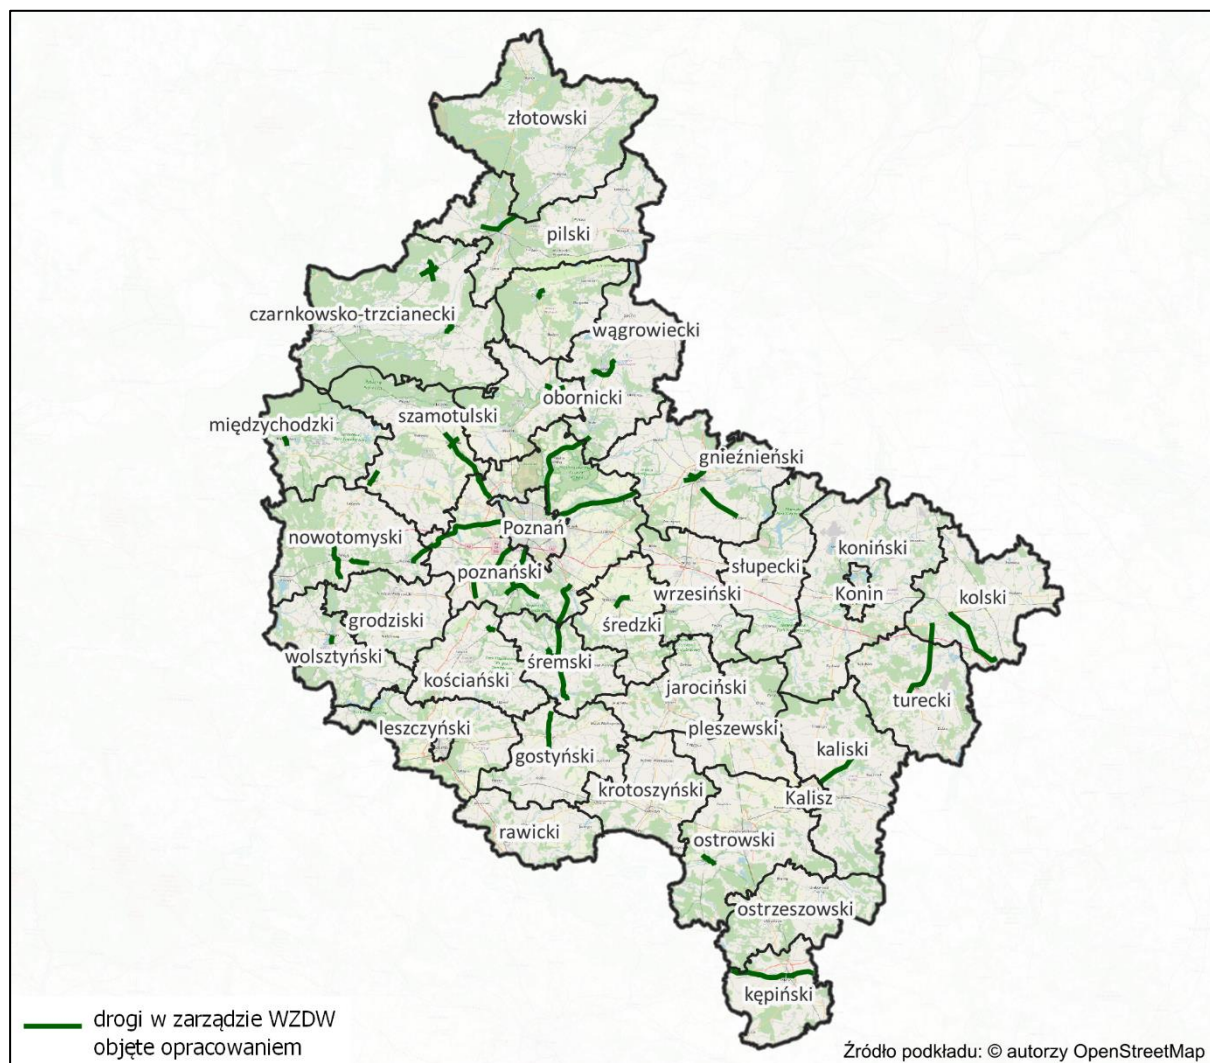 złotowski
pilski
czarnkowsko-trzcianecki
wągrowiecki
obornicki
międzychodzki
szamotulski
gnieźnieński
nowotomyski
Poznań
poznański
koniński
słupecki
wrzesiński
Konin
kolski
grodziski
średzki
wolsztyński
kościański
śremski
jarociński
turecki
leszczyński
gostyński
pleszewski
kaliski
krotoszyński
Kalisz
rawicki
ostrowski
ostrzeszowski
kępiński
drogi w zarządzie WZDW
objęte opracowaniem
Źródło podkładu: © autorzy OpenStreetMap